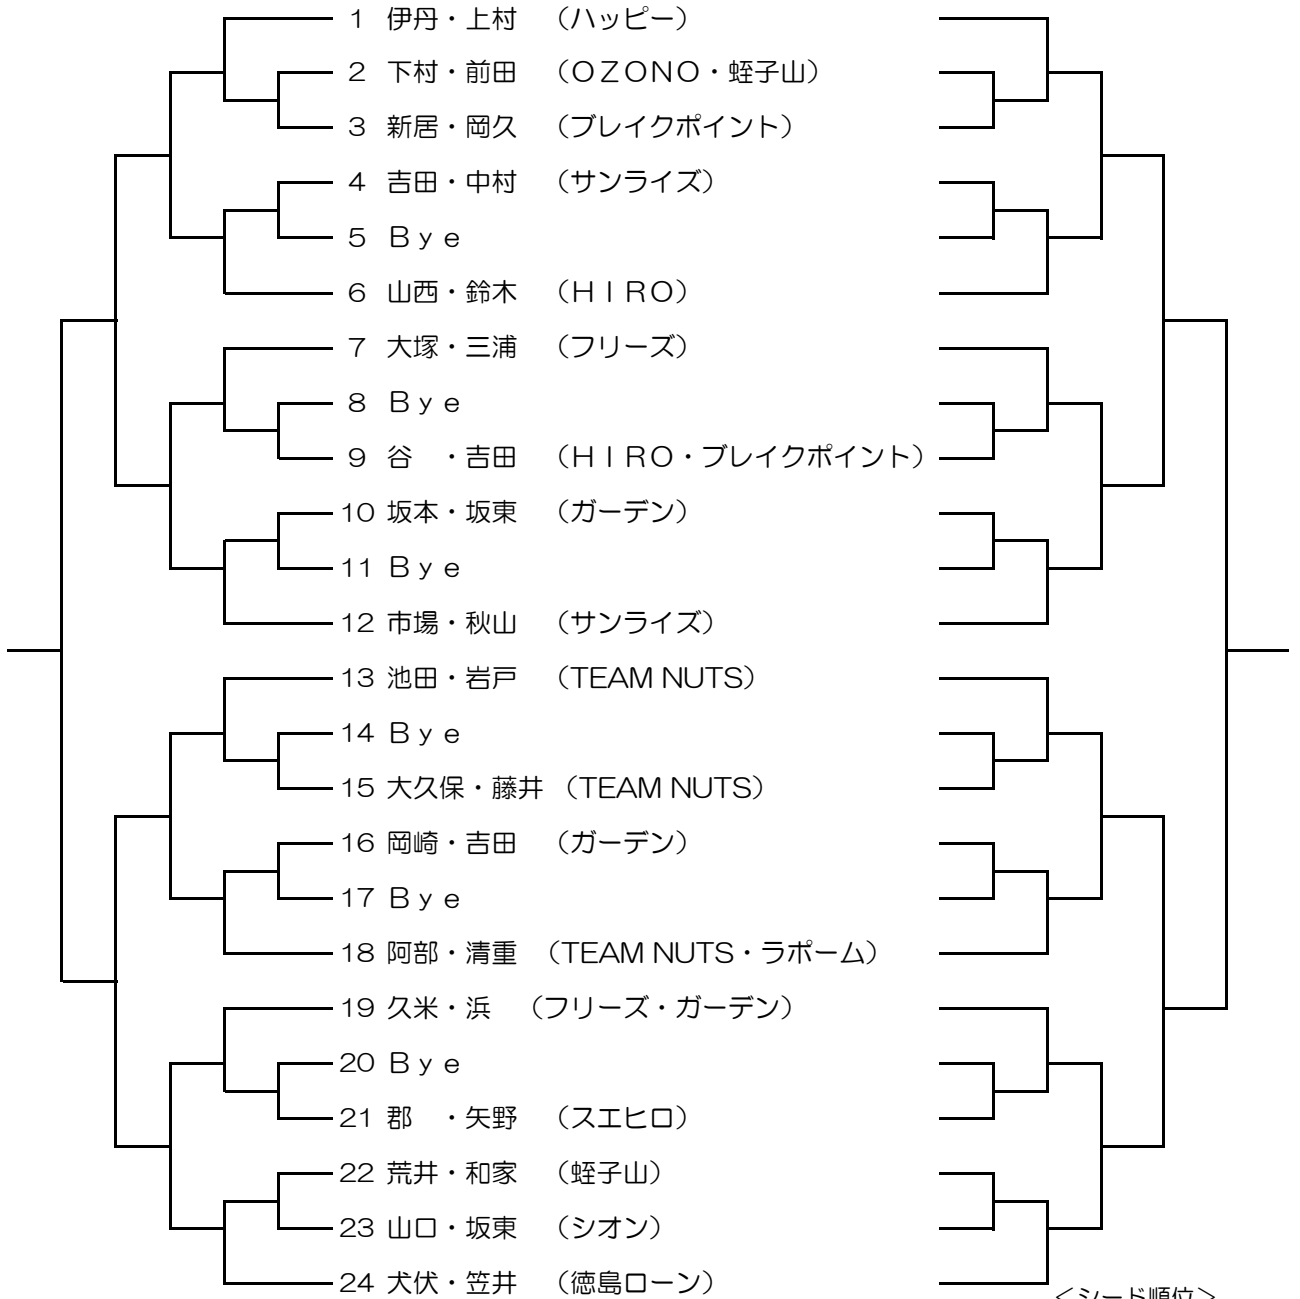 1 伊丹・上村 （ハッピー）
2 下村・前田 （ＯＺＯＮＯ・蛭子山）
3 新居・岡久 （ブレイクポイント）
4 吉田・中村 （サンライズ）
5 Ｂｙｅ
6 山西・鈴木 （ＨＩＲＯ）
7 大塚・三浦 （フリーズ）
8 Ｂｙｅ
9 谷　・吉田 （ＨＩＲＯ・ブレイクポイント）
10 坂本・坂東 （ガーデン）
11 Ｂｙｅ
12 市場・秋山 （サンライズ）
13 池田・岩戸 （TEAM NUTS）
14 Ｂｙｅ
15 大久保・藤井 （TEAM NUTS）
16 岡崎・吉田 （ガーデン）
17 Ｂｙｅ
18 阿部・清重 （TEAM NUTS・ラポーム）
19 久米・浜 （フリーズ・ガーデン）
20 Ｂｙｅ
21 郡　・矢野 （スエヒロ）
22 荒井・和家 （蛭子山）
23 山口・坂東 （シオン）
24 犬伏・笠井 （徳島ローン）
＜シード順位＞